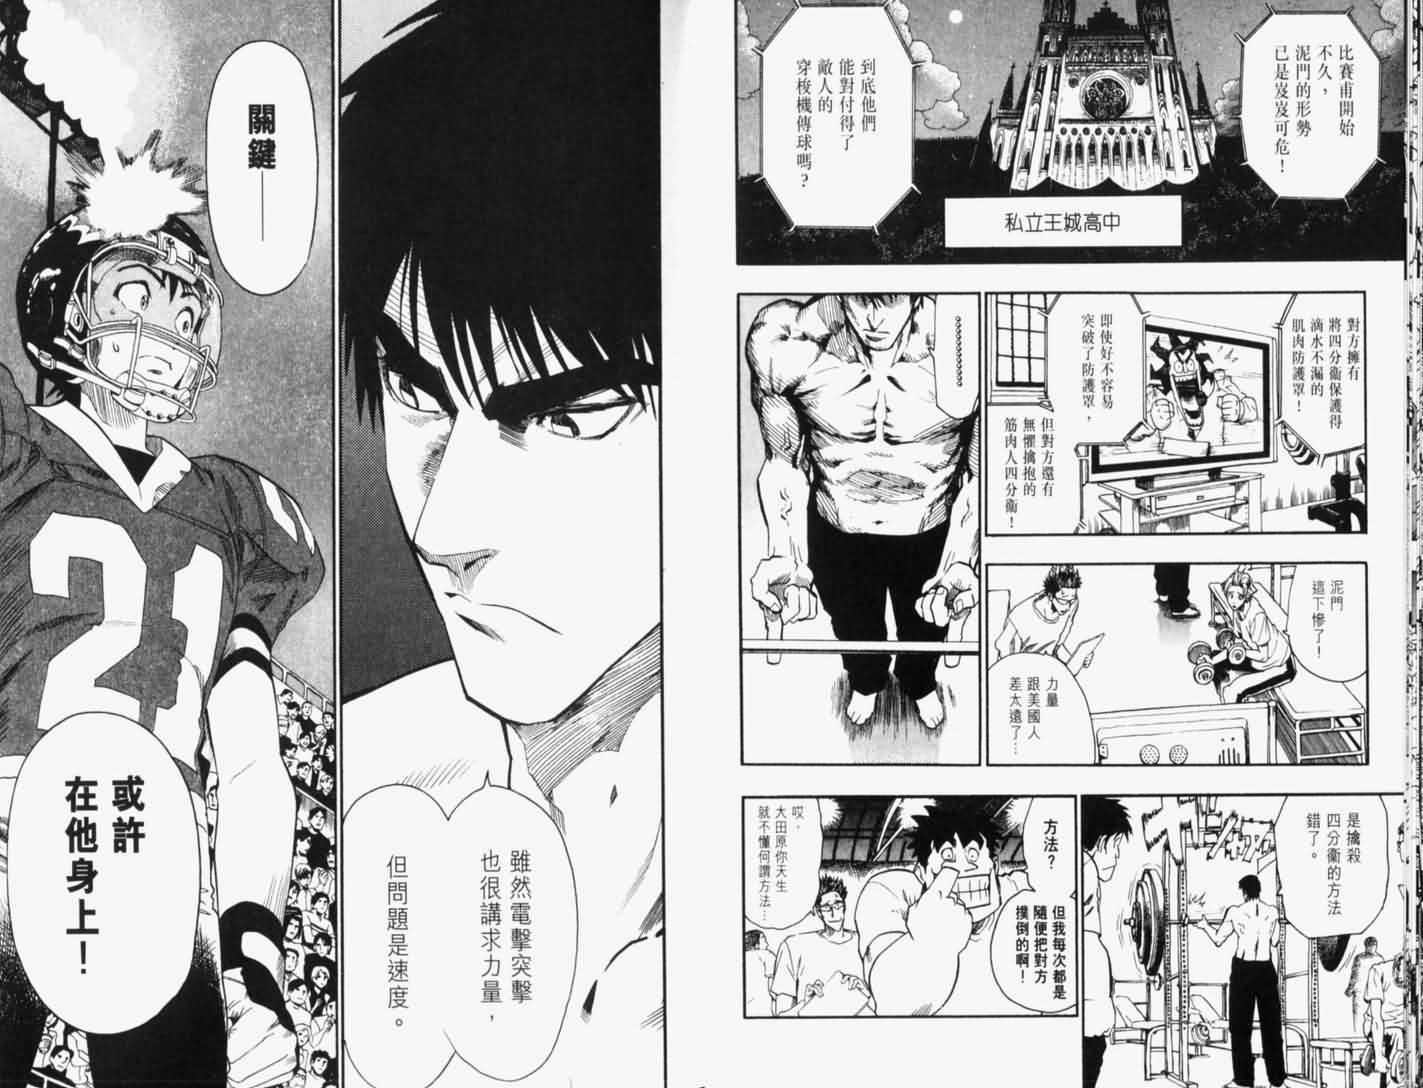 比賽甫開始
不久，
泥門的形勢
已是岌岌可危！
到底他們
能對付得了
敵人的
穿梭機傳球嗎？
私立王城高中
對方擁有
將四分衛保護得
滴水不漏的
肌肉防護罩！
即使好不容易
突破了防護罩，
但對方還有
無懼擒抱的
筋肉人四分衛！
…………
泥門
這下慘了！
力量
跟美國人
差太遠了…
是擒殺
四分衛的方法
錯了。
方法？
但我每次都是
隨便把對方
撲倒的啊！
哎，
大田原你天生
就不懂何謂方法…
雖然電擊突擊
也很講求力量，
但問題是速度。
關鍵——
或許
在他身上！
21